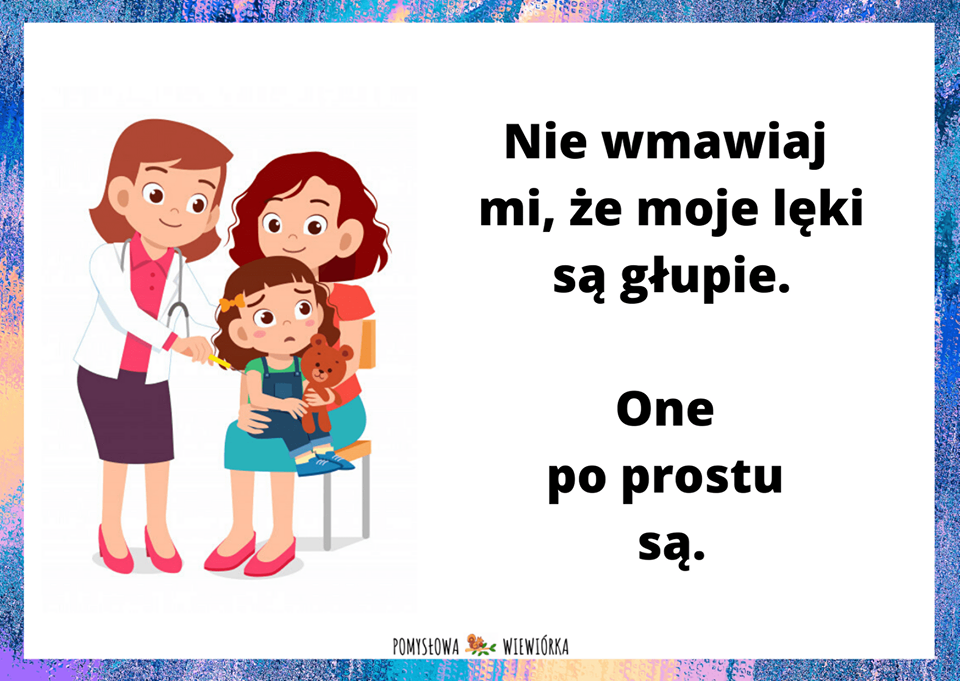 Nie wmawiaj
mi, że moje lęki
są głupie.
One
po prostu
są.
POMYSŁOWA WIEWIÓRKA